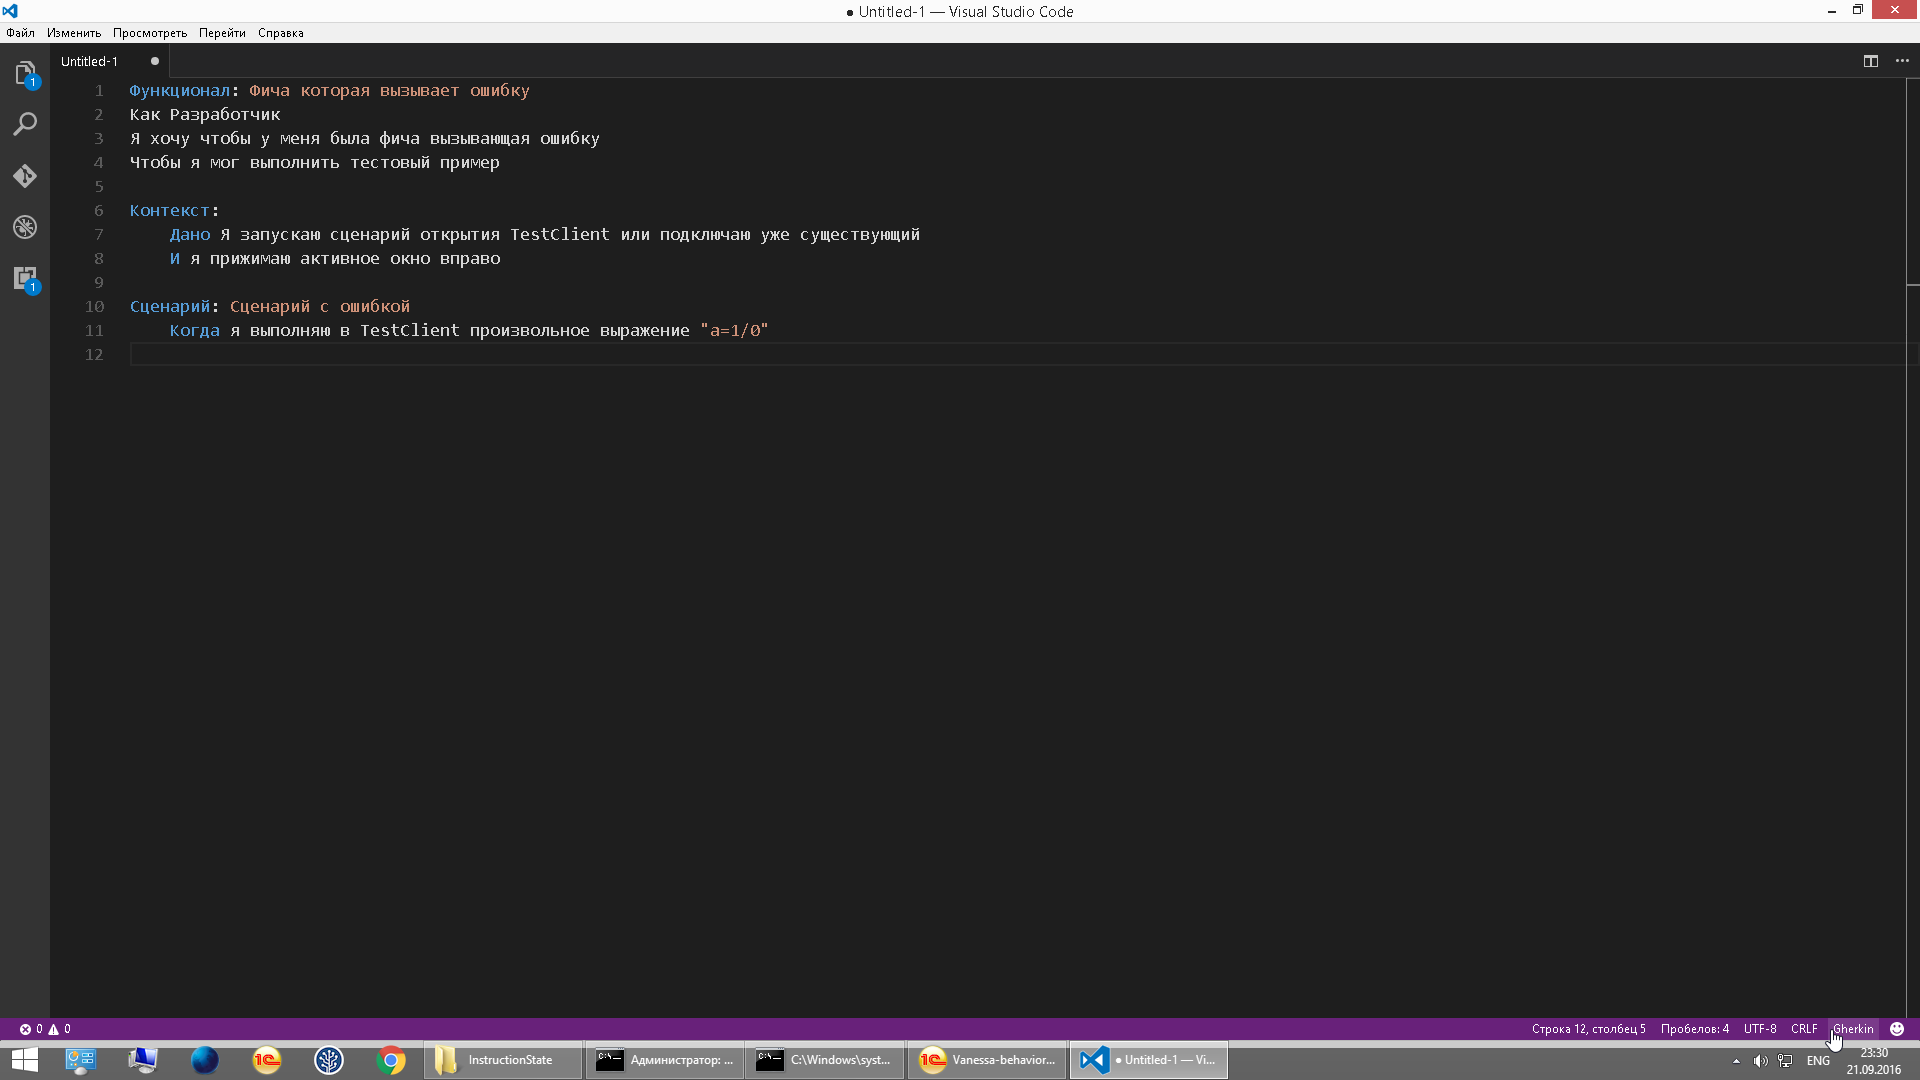 ● Untitled-1 — Visual Studio Code
Файл Изменить Просмотреть Перейти Справка
Untitled-1 ●
1 Функционал: Фича которая вызывает ошибку
2 Как Разработчик
3 Я хочу чтобы у меня была фича вызывающая ошибку
4 Чтобы я мог выполнить тестовый пример
5
6 Контекст:
7 Дано Я запускаю сценарий открытия TestClient или подключаю уже существующий
8 И я прижимаю активное окно вправо
9
10 Сценарий: Сценарий с ошибкой
11 Когда я выполняю в TestClient произвольное выражение "а=1/0"
12
1
1
0 0 Строка 12, столбец 5 Пробелов: 4 UTF-8 CRLF Gherkin
InstructionState Администратор: ... C:\Windows\syst... Vanessa-behavior... ● Untitled-1 — Vi... ENG 23:30
21.09.2016